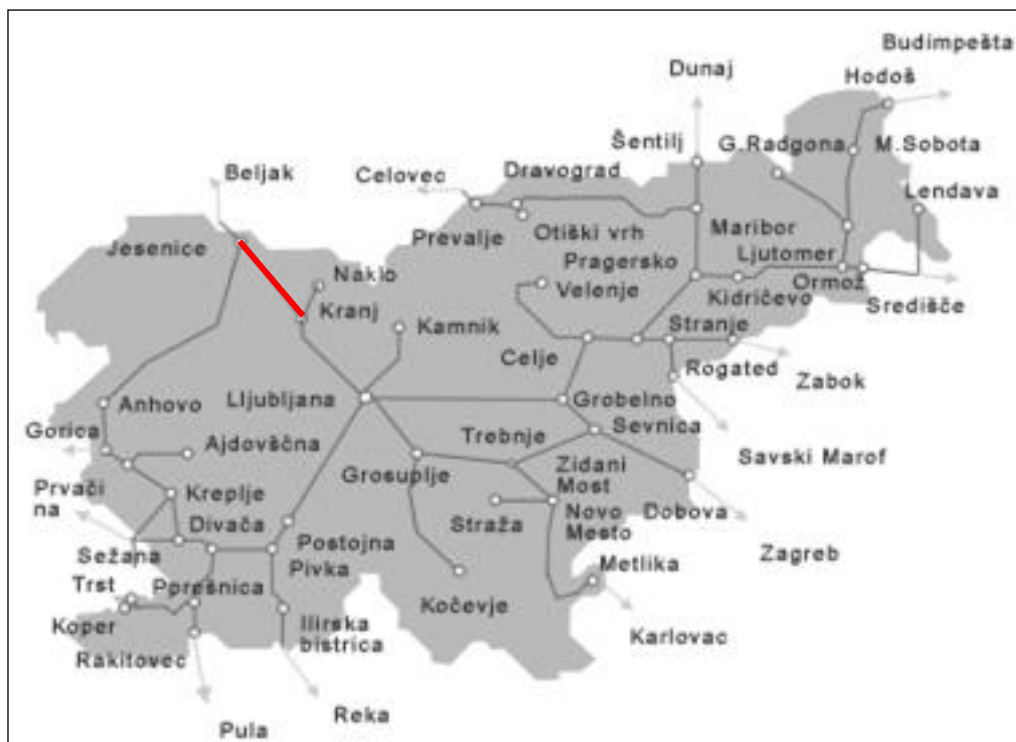 Budimpešta
Hodoš
Dunaj
Šentilj
G.Radgona
M.Sobota
Beljak
Celovec
Dravograd
Lendava
Jesenice
Prevalje
Otiški vrh
Maribor
Ljutomer
Pragersko
Ormož
Naklo
Velenje
Kidričevo
Središče
Kranj
Kamnik
Stranje
Celje
Rogated
Zabok
Lljubljana
Grobelno
Anhovo
Sevnica
Gorica
Ajdovščna
Trebnje
Grosuplje
Zidani
Most
Savski Marof
Prvači
na
Kreplje
Straža
Novo
Mesto
Dobova
Divača
Postojna
Zagreb
Sežana
Pivka
Metlika
Trst
Pprešnica
Kočevje
Koper
Ilirska
bistrica
Karlovac
Rakitovec
Reka
Pula